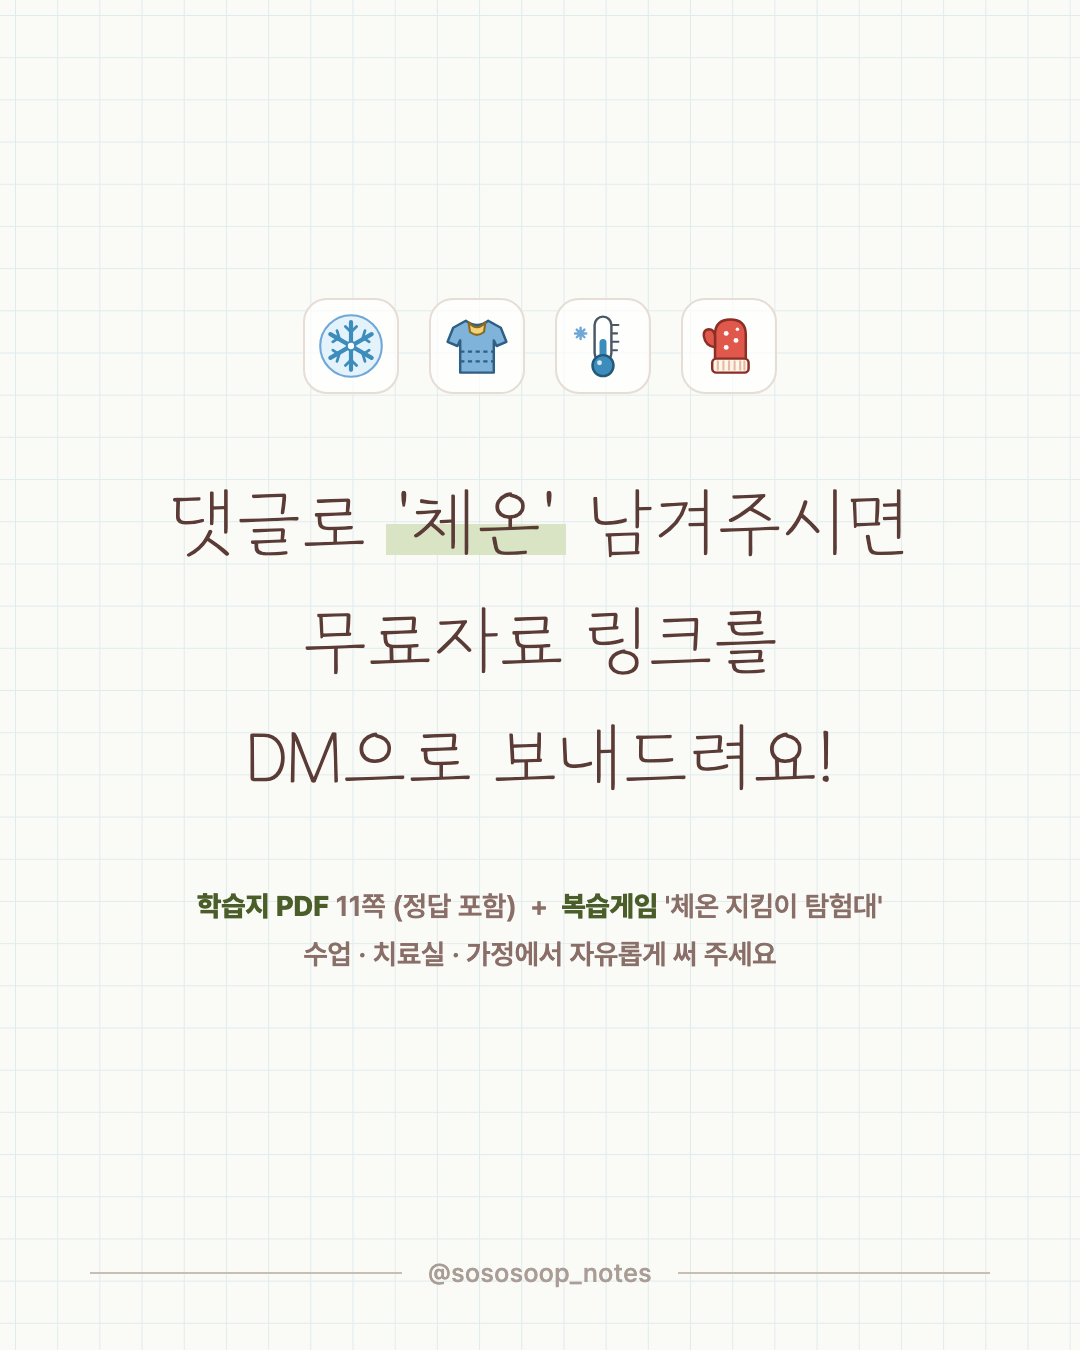 댓글로 '체온' 남겨주시면
무료자료 링크를
DM으로 보내드려요!
학습지 PDF 11쪽 (정답 포함) + 복습게임 '체온 지킴이 탐험대'
수업 · 치료실 · 가정에서 자유롭게 써 주세요
@sososoop_notes